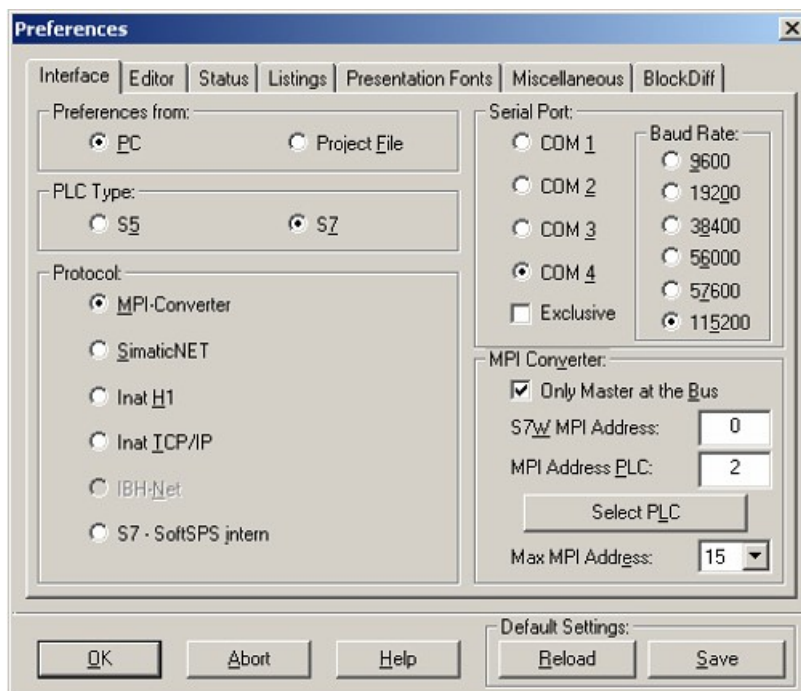 Preferences
Interface Editor Status Listings Presentation Fonts Miscellaneous BlockDiff
Preferences from:
PC Project File
PLC Type:
S5 S7
Protocol:
MPI-Converter
SimaticNET
Inat H1
Inat TCP/IP
IBH-Net
S7 - SoftSPS intern
Serial Port:
COM 1
COM 2
COM 3
COM 4
Exclusive
Baud Rate:
9600
19200
38400
56000
57600
115200
MPI Converter:
Only Master at the Bus
S7W MPI Address: 0
MPI Address PLC: 2
Select PLC
Max MPI Address: 15
Default Settings:
OK Abort Help Reload Save